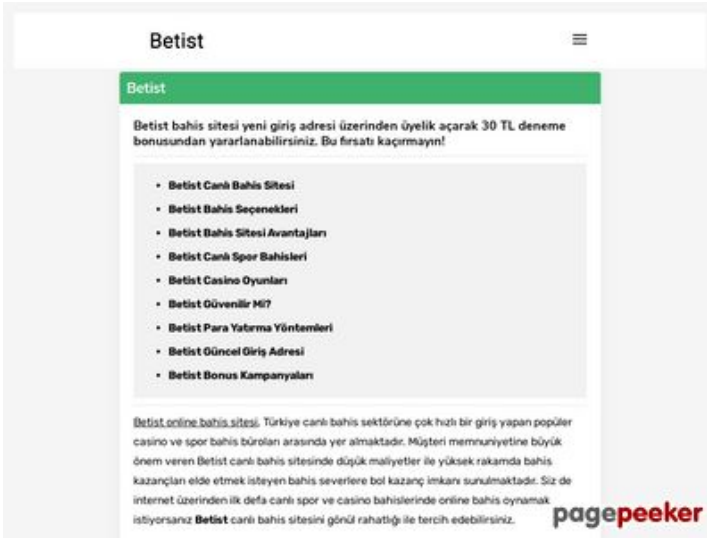 Betist
Betist
Betist bahis sitesi yeni giriş adresi üzerinden üyelik açarak 30 TL deneme
bonusundan yararlanabilirsiniz. Bu fırsatı kaçırmayın!
• Betist Canlı Bahis Sitesi
• Betist Bahis Seçenekleri
• Betist Bahis Sitesi Avantajları
• Betist Canlı Spor Bahisleri
• Betist Casino Oyunları
• Betist Güvenilir Mi?
• Betist Para Yatırma Yöntemleri
• Betist Güncel Giriş Adresi
• Betist Bonus Kampanyaları
Betist online bahis sitesi, Türkiye canlı bahis sektörüne çok hızlı bir giriş yapan popüler
casino ve spor bahis büroları arasında yer almaktadır. Müşteri memnuniyetine büyük
önem veren Betist canlı bahis sitesinde düşük maliyetler ile yüksek rakamda bahis
kazançları elde etmek isteyen bahis severlere bol kazanç imkanı sunulmaktadır. Siz de
internet üzerinden ilk defa canlı spor ve casino bahislerinde online bahis oynamak
istiyorsanız Betist canlı bahis sitesini gönül rahatlığı ile tercih edebilirsiniz.
pagepeeker